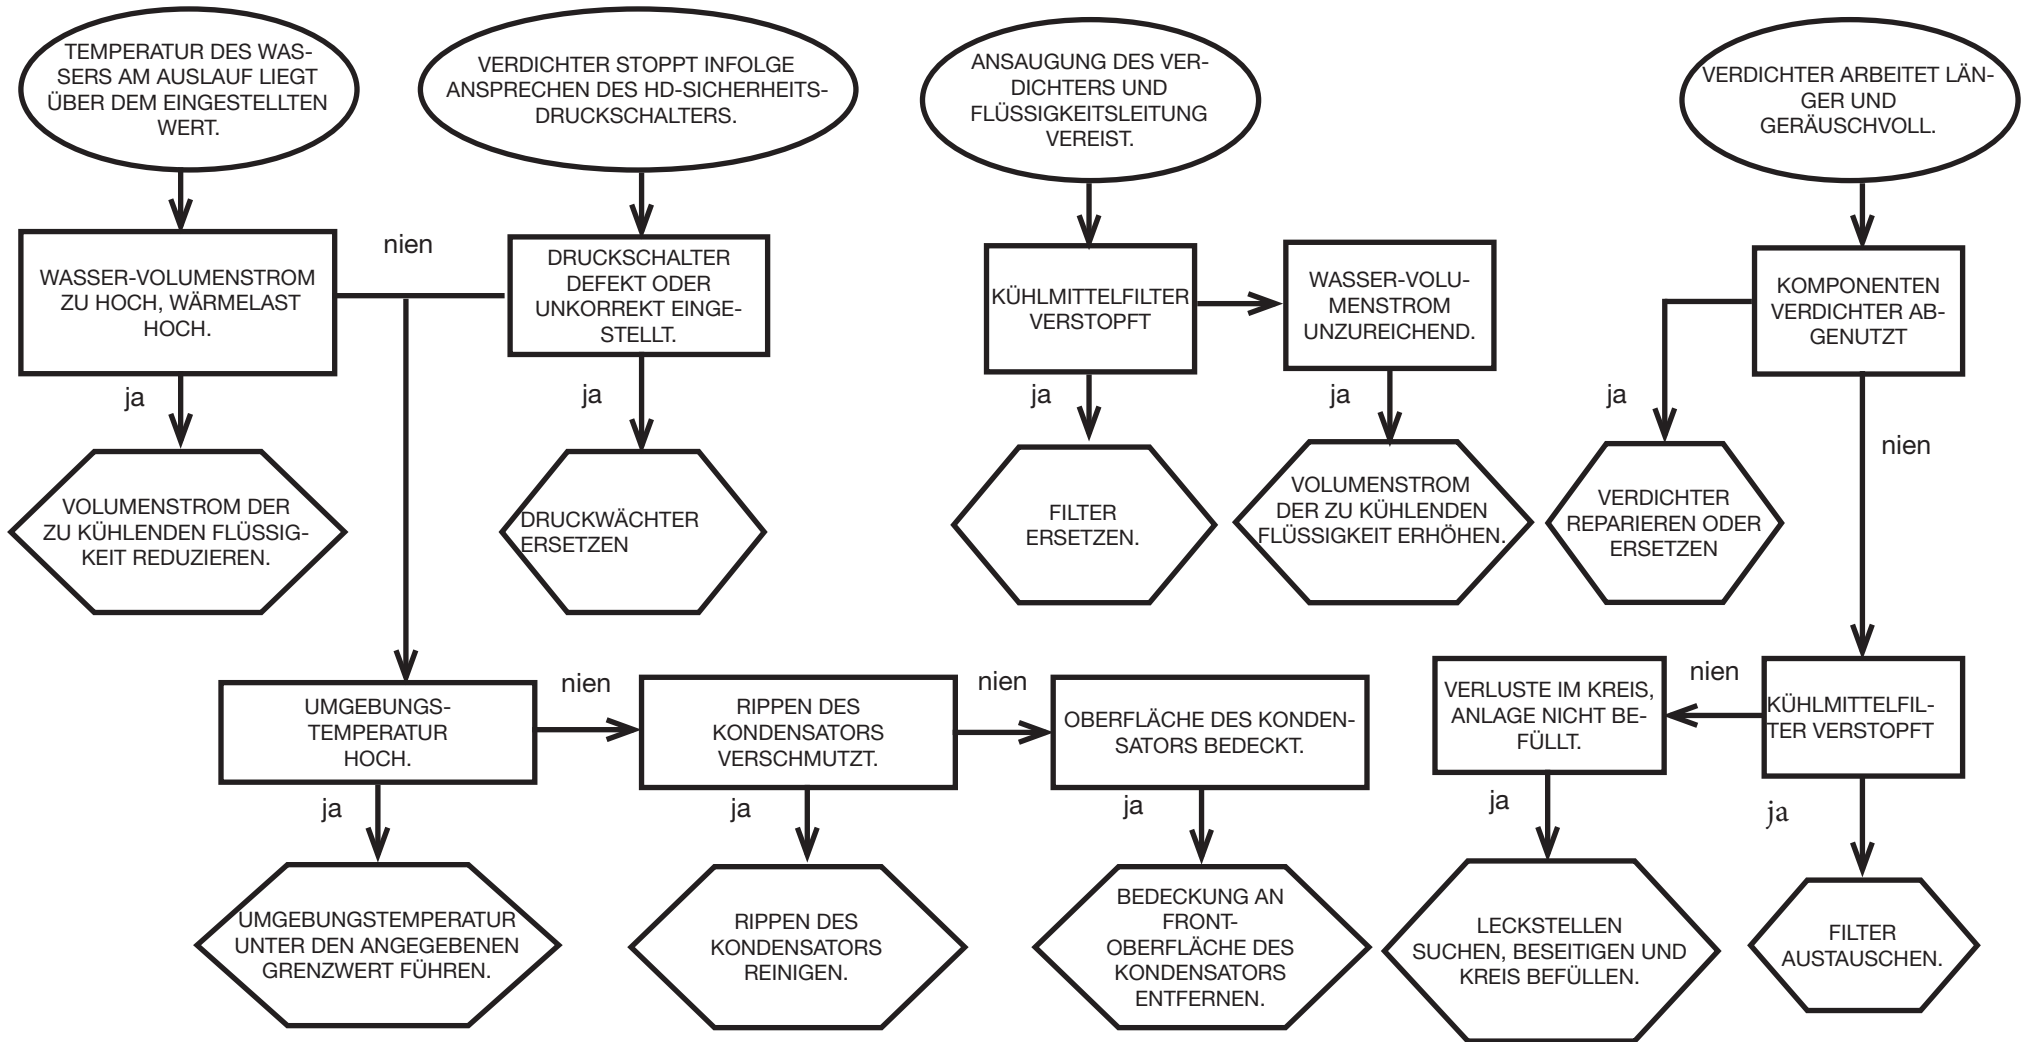 TEMPERATUR DES WAS-
SERS AM AUSLAUF LIEGT
ÜBER DEM EINGESTELLTEN
WERT.
VERDICHTER STOPPT INFOLGE
ANSPRECHEN DES HD-SICHERHEITS-
DRUCKSCHALTERS.
ANSAUGUNG DES VER-
DICHTERS UND
FLÜSSIGKEITSLEITUNG
VEREIST.
VERDICHTER ARBEITET LÄN-
GER UND
GERÄUSCHVOLL.
WASSER-VOLUMENSTROM
ZU HOCH, WÄRMELAST
HOCH.
nien
DRUCKSCHALTER
DEFEKT ODER
UNKORREKT EINGE-
STELLT.
KÜHLMITTELFILTER
VERSTOPFT
WASSER-VOLU-
MENSTROM
UNZUREICHEND.
KOMPONENTEN
VERDICHTER AB-
GENUTZT
ja
ja
ja
ja
ja
nien
VOLUMENSTROM DER
ZU KÜHLENDEN FLÜSSIG-
KEIT REDUZIEREN.
DRUCKWÄCHTER
ERSETZEN
FILTER
ERSETZEN.
VOLUMENSTROM
DER ZU KÜHLENDEN
FLÜSSIGKEIT ERHÖHEN.
VERDICHTER
REPARIEREN ODER
ERSETZEN
UMGEBUNGS-
TEMPERATUR
HOCH.
nien
RIPPEN DES
KONDENSATORS
VERSCHMUTZT.
nien
OBERFLÄCHE DES KONDEN-
SATORS BEDECKT.
VERLUSTE IM KREIS,
ANLAGE NICHT BE-
FÜLLT.
nien
KÜHLMITTELFIL-
TER VERSTOPFT
ja
ja
ja
ja
ja
UMGEBUNGSTEMPERATUR
UNTER DEN ANGEGEBENEN
GRENZWERT FÜHREN.
RIPPEN DES
KONDENSATORS
REINIGEN.
BEDECKUNG AN
FRONT-
OBERFLÄCHE DES
KONDENSATORS
ENTFERNEN.
LECKSTELLEN
SUCHEN, BESEITIGEN UND
KREIS BEFÜLLEN.
FILTER
AUSTAUSCHEN.